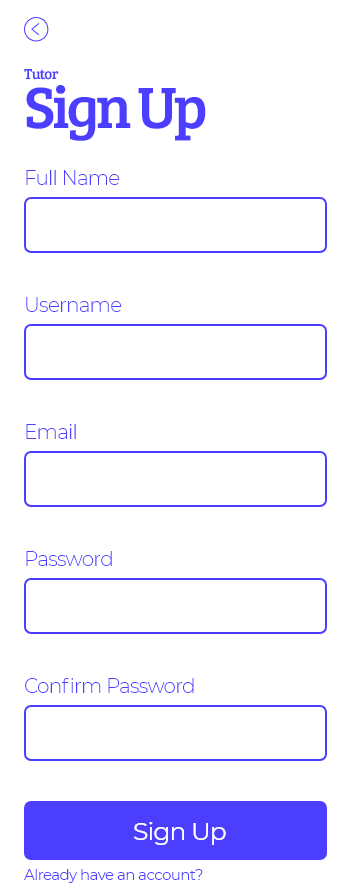 Tutor
Sign Up
Full Name
Username
Email
Password
Confirm Password
Sign Up
Already have an account?